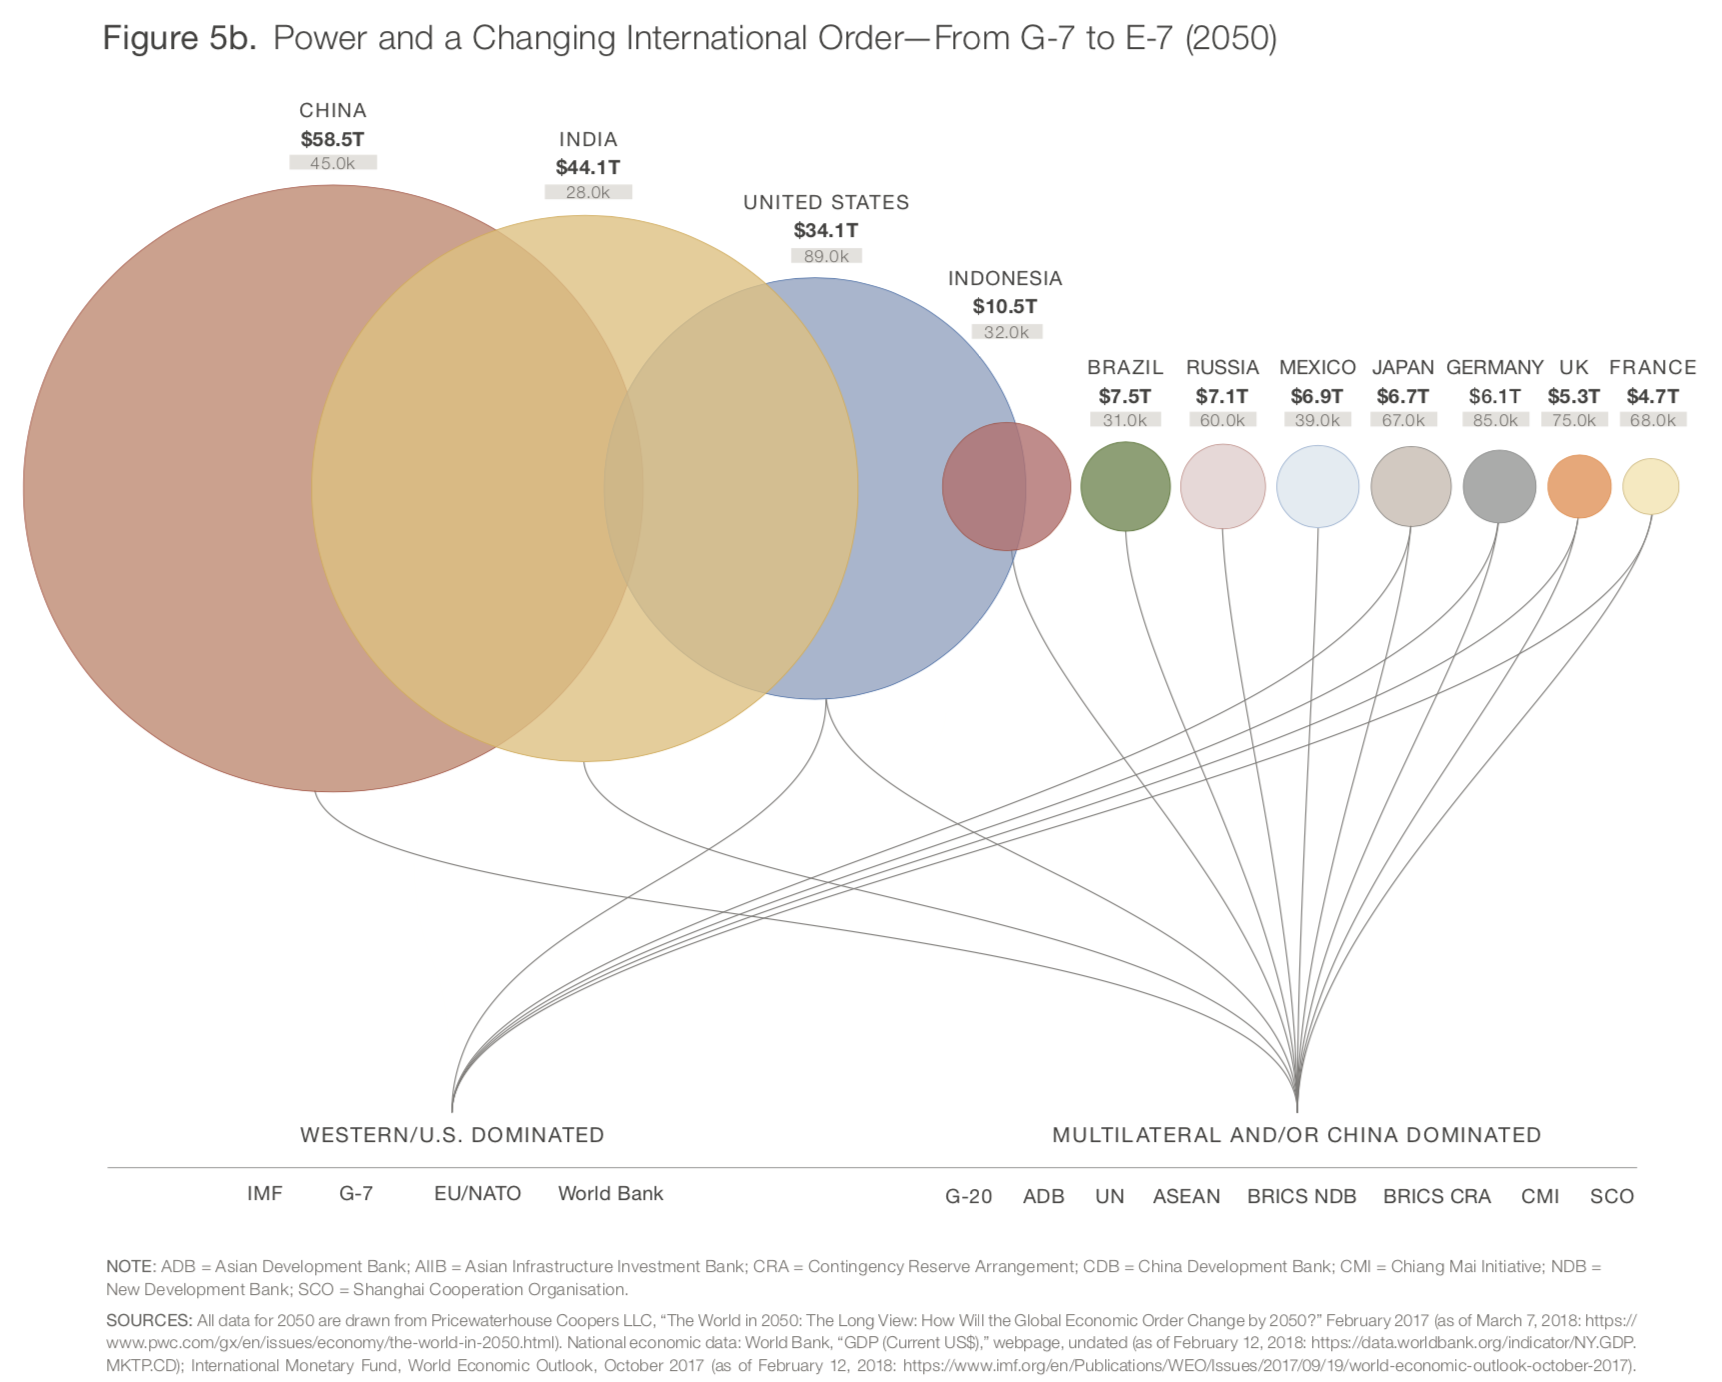 Figure 5b. Power and a Changing International Order—From G-7 to E-7 (2050)
CHINA
$58.5T
45.0k
INDIA
$44.1T
28.0k
UNITED STATES
$34.1T
89.0k
INDONESIA
$10.5T
32.0k
BRAZIL
$7.5T
31.0k
RUSSIA
$7.1T
60.0k
MEXICO
$6.9T
39.0k
JAPAN
$6.7T
67.0k
GERMANY
$6.1T
85.0k
UK
$5.3T
75.0k
FRANCE
$4.7T
68.0k
WESTERN/U.S. DOMINATED
MULTILATERAL AND/OR CHINA DOMINATED
IMF G-7 EU/NATO World Bank
G-20 ADB UN ASEAN BRICS NDB BRICS CRA CMI SCO
NOTE: ADB = Asian Development Bank; AIIB = Asian Infrastructure Investment Bank; CRA = Contingency Reserve Arrangement; CDB = China Development Bank; CMI = Chiang Mai Initiative; NDB =
New Development Bank; SCO = Shanghai Cooperation Organisation.
SOURCES: All data for 2050 are drawn from Pricewaterhouse Coopers LLC, “The World in 2050: The Long View: How Will the Global Economic Order Change by 2050?” February 2017 (as of March 7, 2018: https://
www.pwc.com/gx/en/issues/economy/the-world-in-2050.html). National economic data: World Bank, “GDP (Current US$),” webpage, undated (as of February 12, 2018: https://data.worldbank.org/indicator/NY.GDP.
MKTP.CD); International Monetary Fund, World Economic Outlook, October 2017 (as of February 12, 2018: https://www.imf.org/en/Publications/WEO/Issues/2017/09/19/world-economic-outlook-october-2017).